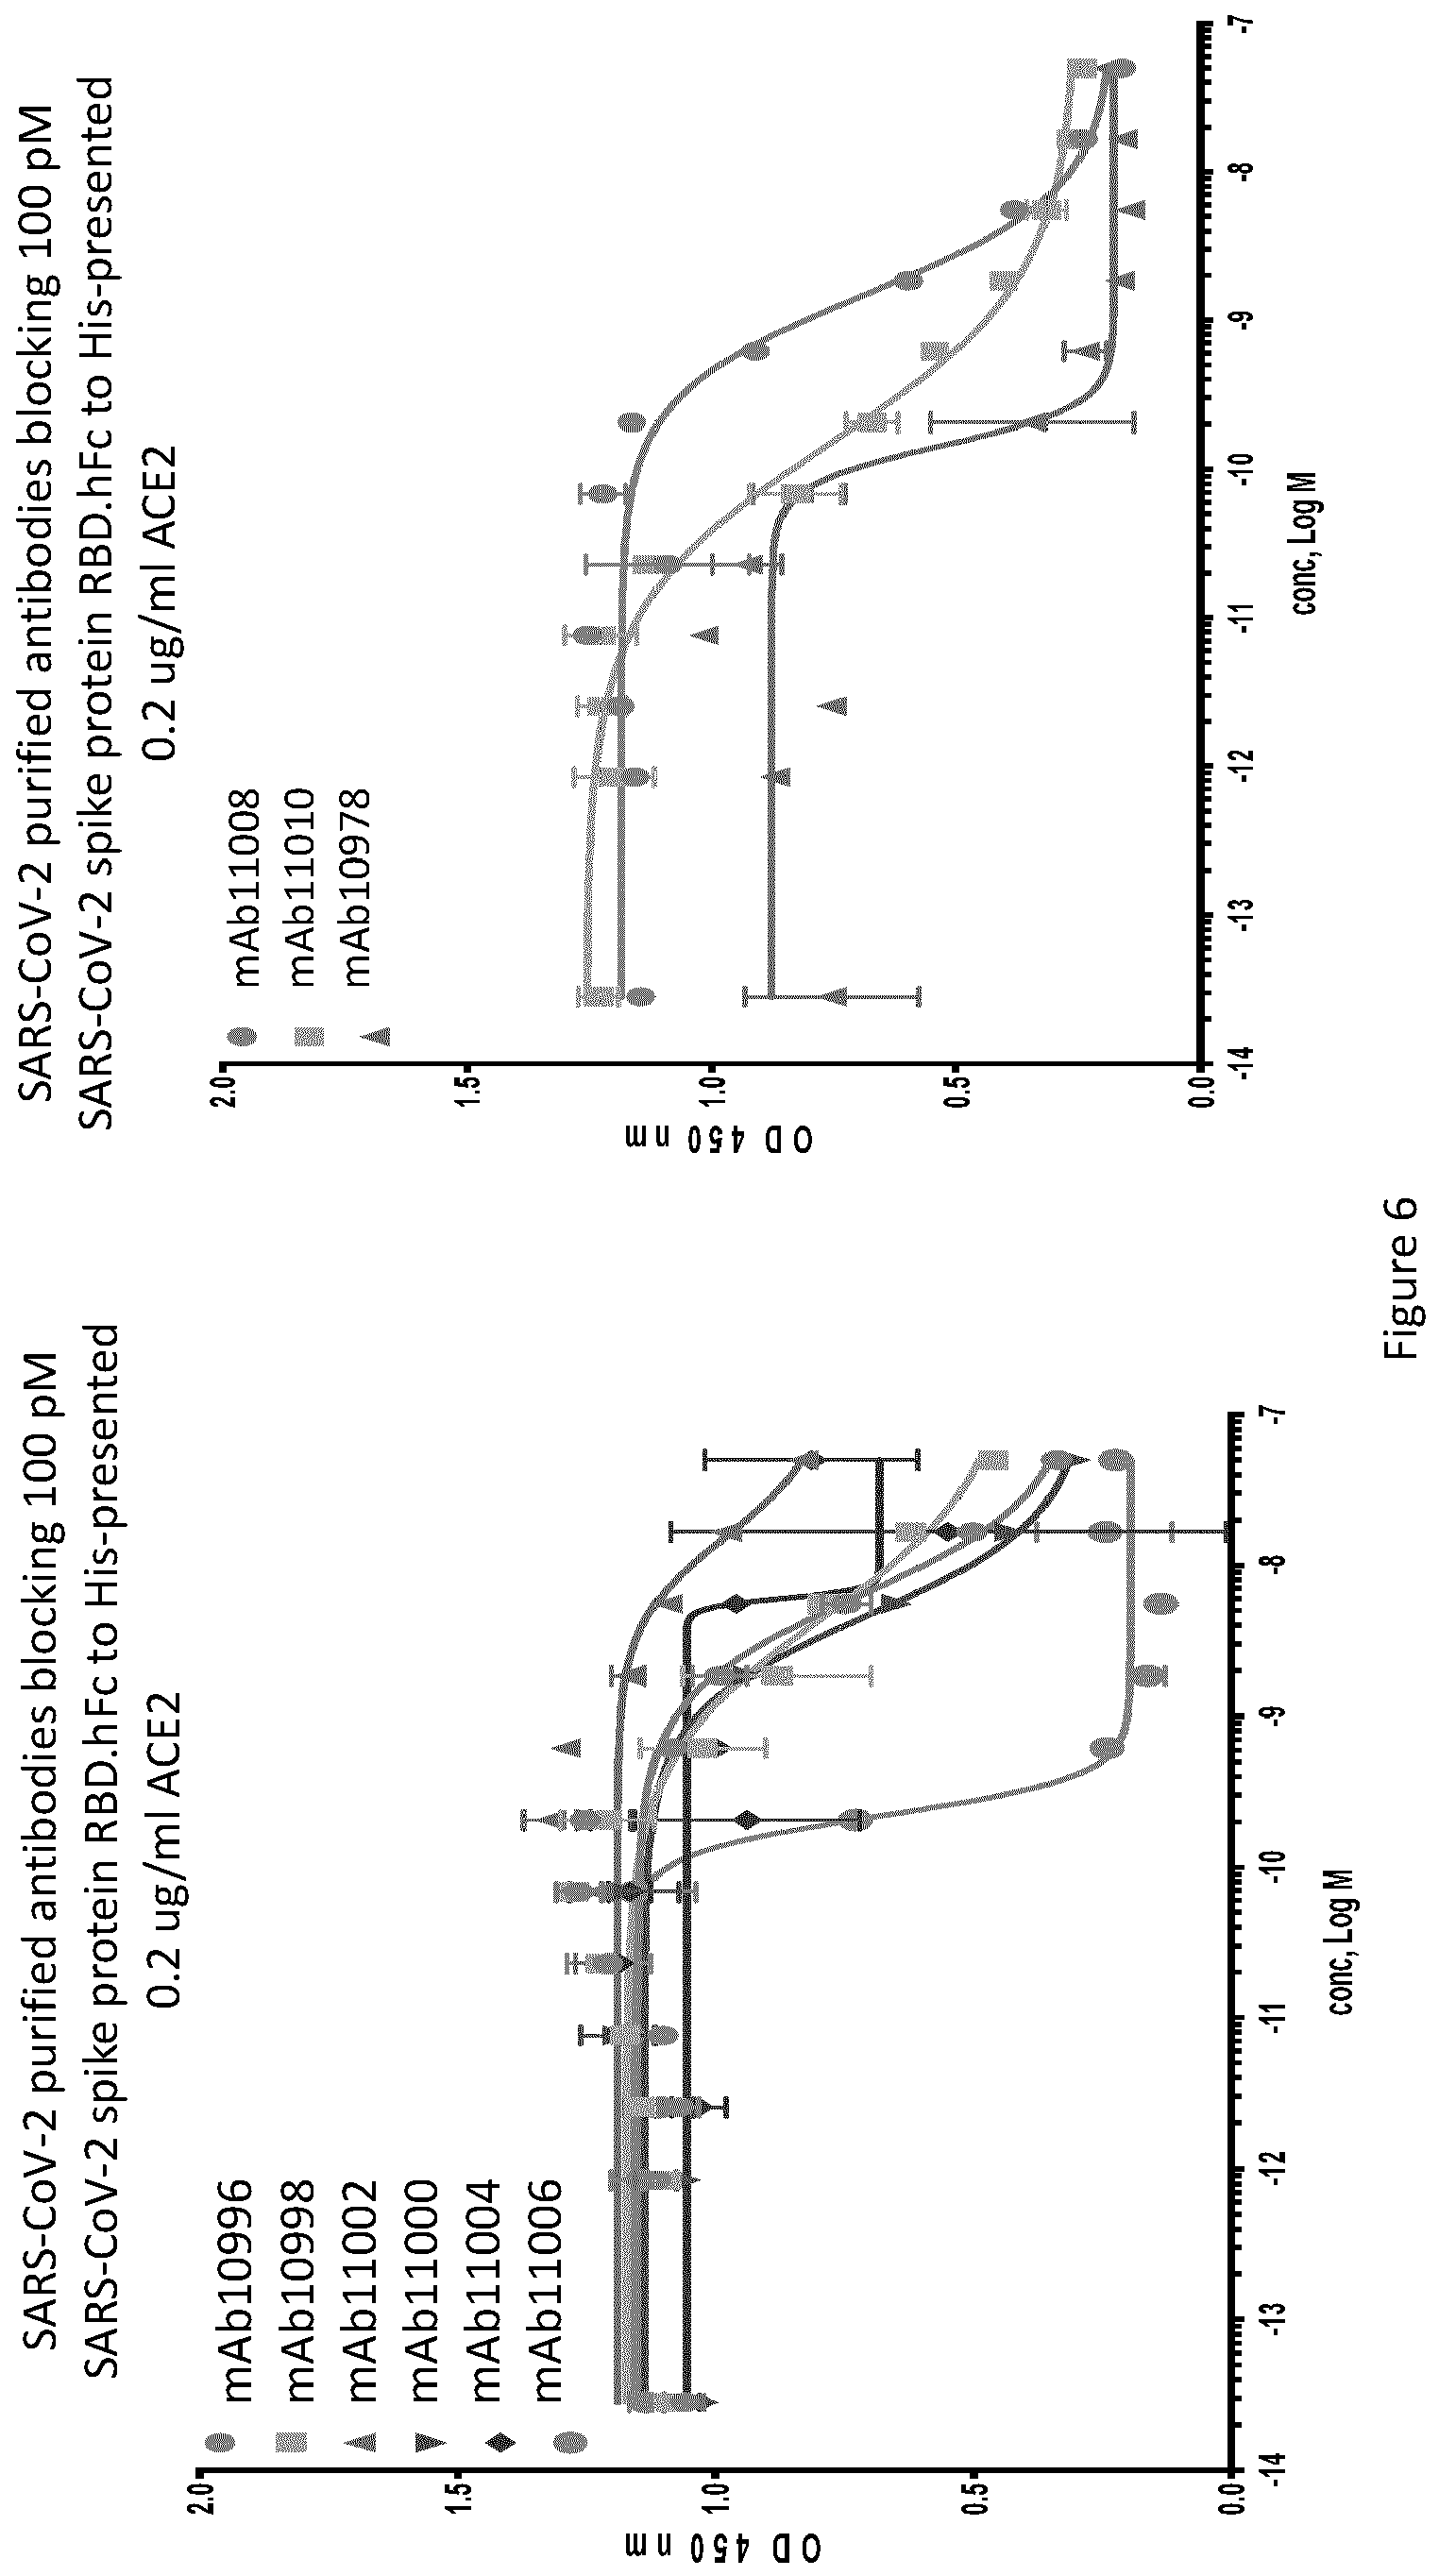 SARS-CoV-2 purified antibodies blocking 100 pM
SARS-CoV-2 spike protein RBD.hFc to His-presented
0.2 ug/ml ACE2
mAb10996
mAb10998
mAb11002
mAb11000
mAb11004
mAb11006
OD 450 nm
2.0
1.5
1.0
0.5
0.0
-14
-13
-12
-11
-10
-9
-8
-7
conc, Log M
SARS-CoV-2 purified antibodies blocking 100 pM
SARS-CoV-2 spike protein RBD.hFc to His-presented
0.2 ug/ml ACE2
mAb11008
mAb11010
mAb10978
OD 450 nm
2.0
1.5
1.0
0.5
0.0
-14
-13
-12
-11
-10
-9
-8
-7
conc, Log M
Figure 6